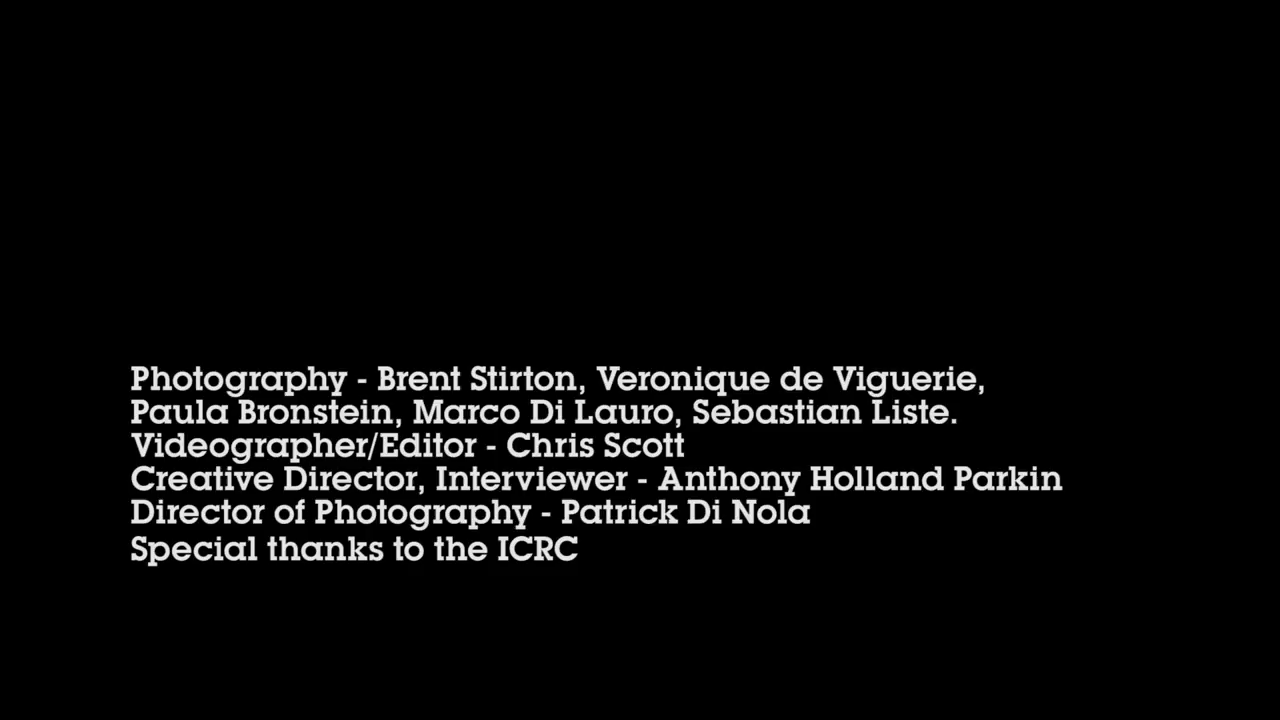 Photography - Brent Stirton, Veronique de Viguerie,
Paula Bronstein, Marco Di Lauro, Sebastian Liste.
Videographer/Editor - Chris Scott
Creative Director, Interviewer - Anthony Holland Parkin
Director of Photography - Patrick Di Nola
Special thanks to the ICRC